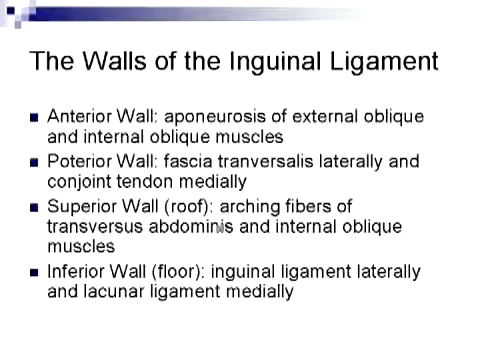 The Walls of the Inguinal Ligament
Anterior Wall: aponeurosis of external oblique
and internal oblique muscles
Poterior Wall: fascia tranversalis laterally and
conjoint tendon medially
Superior Wall (roof): arching fibers of
transversus abdominis and internal oblique
muscles
Inferior Wall (floor): inguinal ligament laterally
and lacunar ligament medially